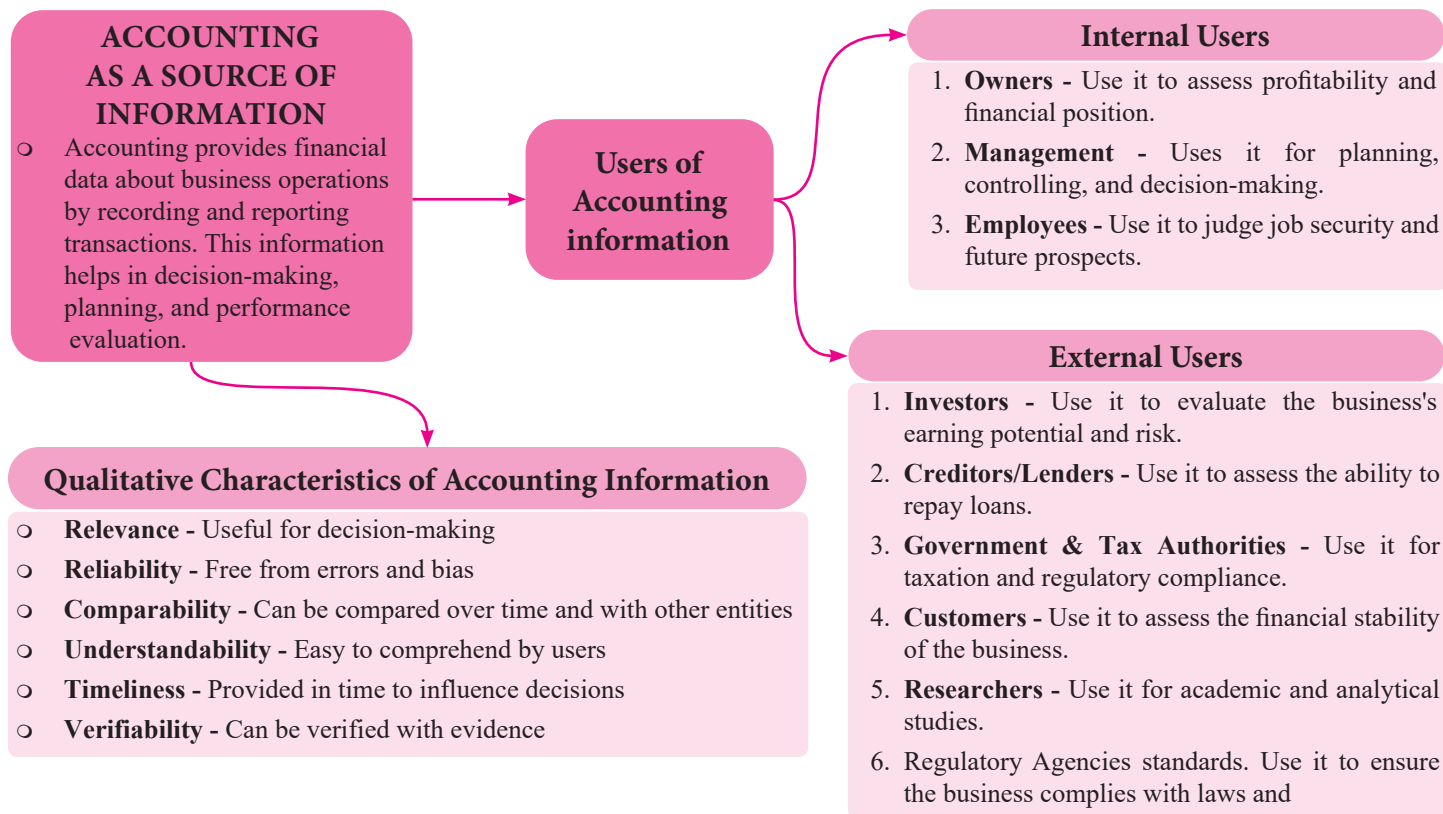 ACCOUNTING
AS A SOURCE OF
INFORMATION
❍ Accounting provides financial
data about business operations
by recording and reporting
transactions. This information
helps in decision-making,
planning, and performance
evaluation.
Users of
Accounting
information
Internal Users
1. Owners - Use it to assess profitability and
financial position.
2. Management - Uses it for planning,
controlling, and decision-making.
3. Employees - Use it to judge job security and
future prospects.
External Users
1. Investors - Use it to evaluate the business's
earning potential and risk.
2. Creditors/Lenders - Use it to assess the ability to
repay loans.
3. Government & Tax Authorities - Use it for
taxation and regulatory compliance.
4. Customers - Use it to assess the financial stability
of the business.
5. Researchers - Use it for academic and analytical
studies.
6. Regulatory Agencies standards. Use it to ensure
the business complies with laws and
Qualitative Characteristics of Accounting Information
❍ Relevance - Useful for decision-making
❍ Reliability - Free from errors and bias
❍ Comparability - Can be compared over time and with other entities
❍ Understandability - Easy to comprehend by users
❍ Timeliness - Provided in time to influence decisions
❍ Verifiability - Can be verified with evidence